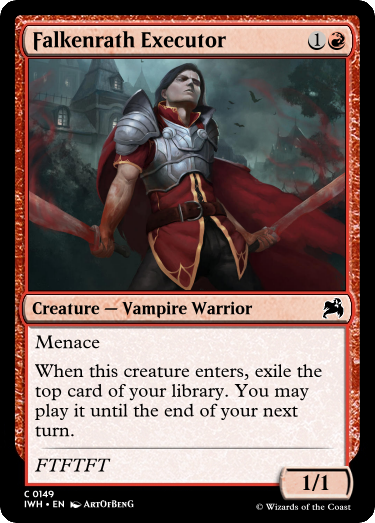 Falkenrath Executor 1
Creature — Vampire Warrior
Menace
When this creature enters, exile the
top card of your library. You may
play it until the end of your next
turn.
FTFTFT
1/1
C 0149
IWH • EN ArtOfBenG
© Wizards of the Coast